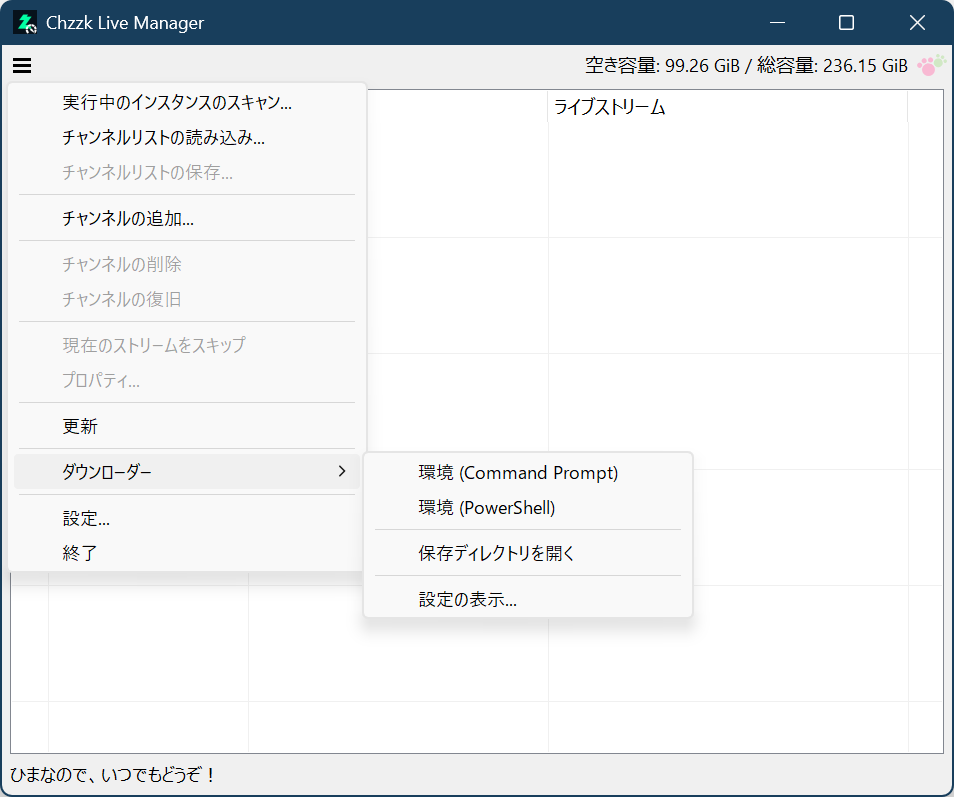 Chzzk Live Manager
空き容量: 99.26 GiB / 総容量: 236.15 GiB
ライブストリーム
実行中のインスタンスのスキャン...
チャンネルリストの読み込み...
チャンネルリストの保存...
チャンネルの追加...
チャンネルの削除
チャンネルの復旧
現在のストリームをスキップ
プロパティ...
更新
ダウンローダー
環境 (Command Prompt)
環境 (PowerShell)
保存ディレクトリを開く
設定の表示...
設定...
終了
ひまなので、いつでもどうぞ！